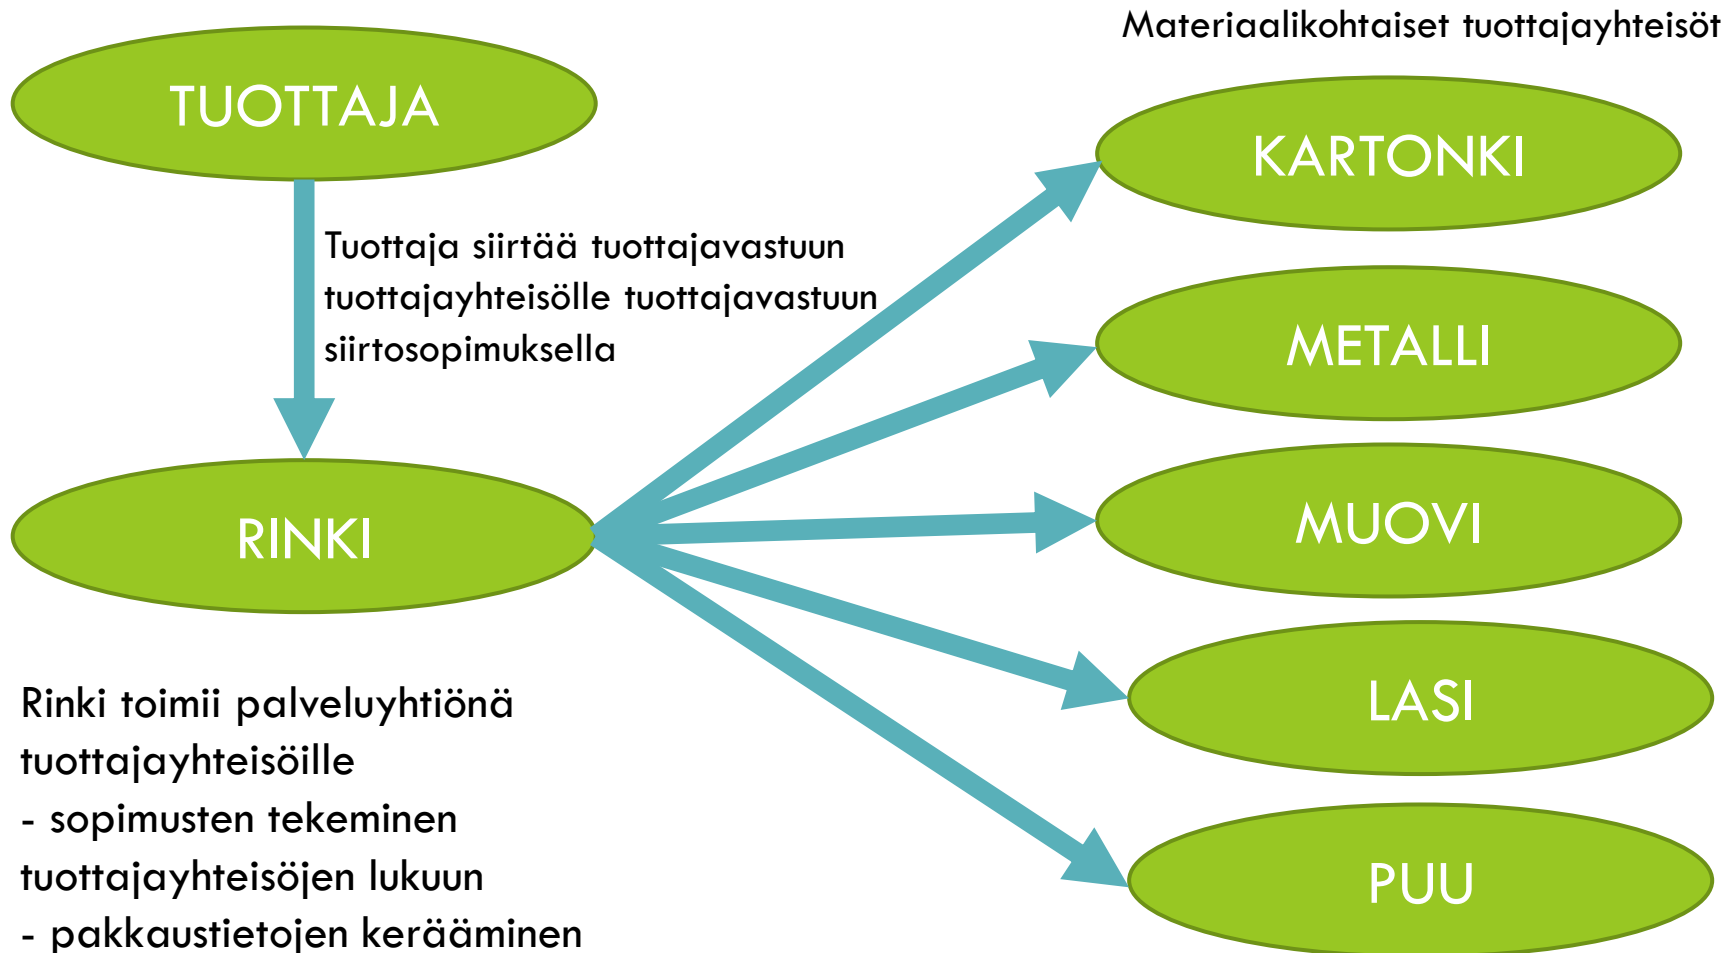 Materiaalikohtaiset tuottajayhteisöt
TUOTTAJA
KARTONKI
Tuottaja siirtää tuottajavastuun
tuottajayhteisölle tuottajavastuun
siirtosopimuksella
METALLI
RINKI
MUOVI
LASI
PUU
Rinki toimii palveluyhtiönä
tuottajayhteisöille
- sopimusten tekeminen
tuottajayhteisöjen lukuun
- pakkaustietojen kerääminen